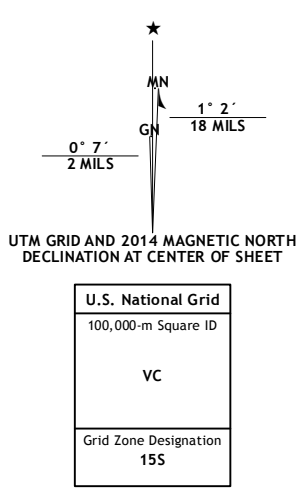 ★
MN
1° 2´
18 MILS
GN
0° 7´
2 MILS
UTM GRID AND 2014 MAGNETIC NORTH
DECLINATION AT CENTER OF SHEET
U.S. National Grid
100,000-m Square ID
VC
Grid Zone Designation
15S